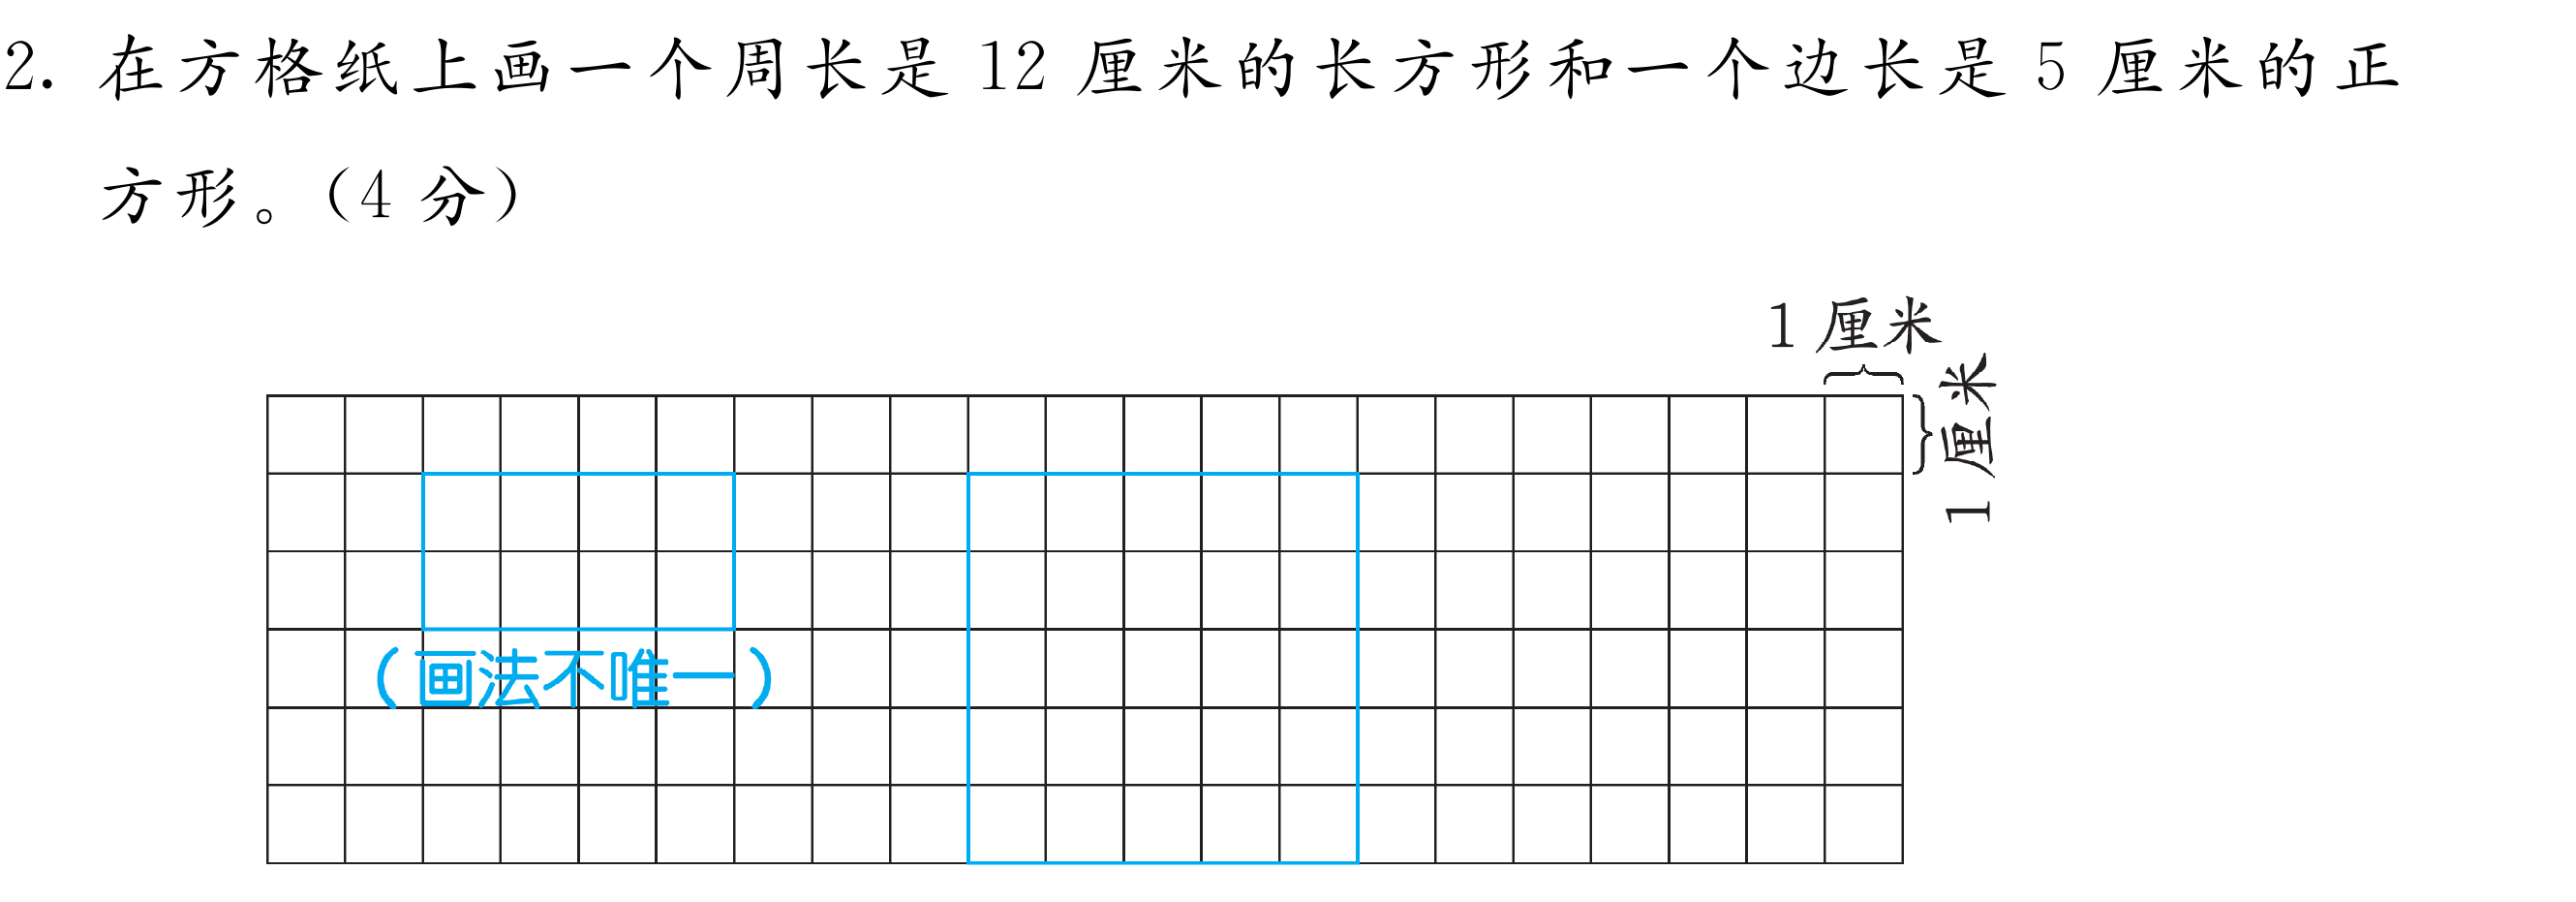 2. 在方格纸上画一个周长是 12 厘米的长方形和一个边长是 5 厘米的正
方形。(4 分)
1 厘米
1 厘米
(画法不唯一)